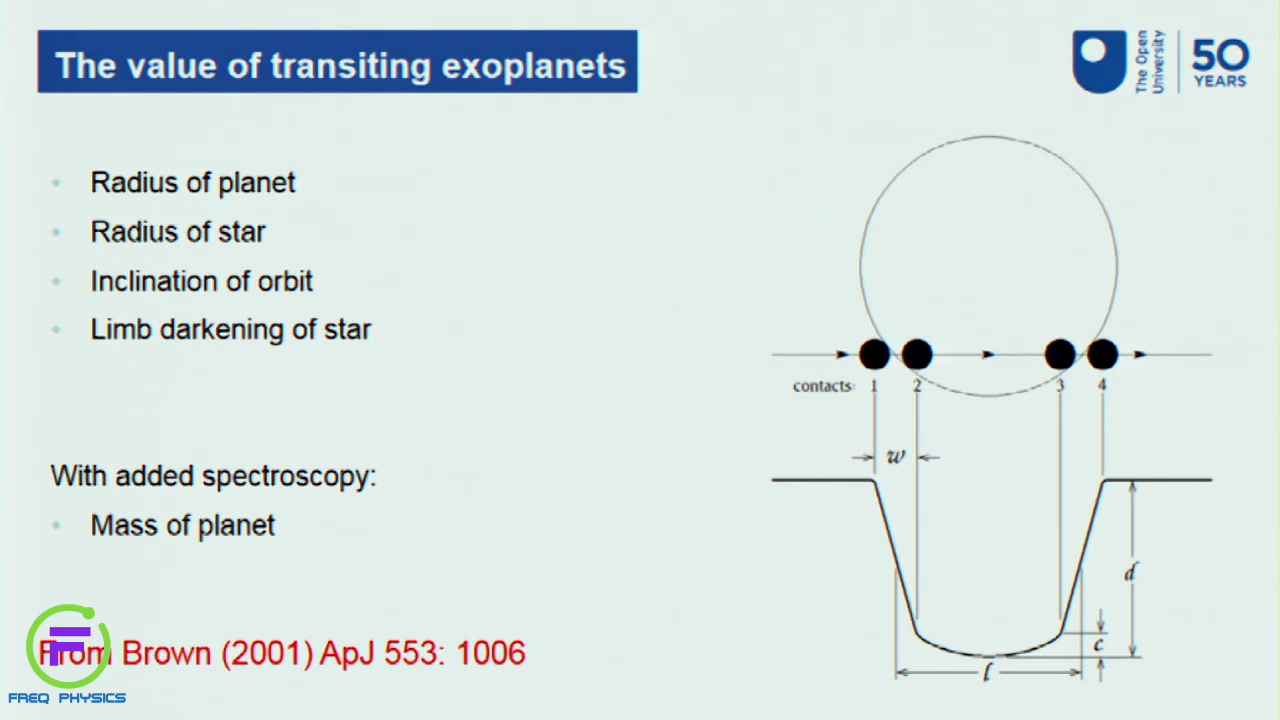 The value of transiting exoplanets
The Open
University
50
YEARS
• Radius of planet
• Radius of star
• Inclination of orbit
• Limb darkening of star
contacts: 1 2 3 4
w
With added spectroscopy:
• Mass of planet
d
c
l
From Brown (2001) ApJ 553: 1006
FREQ PHYSICS